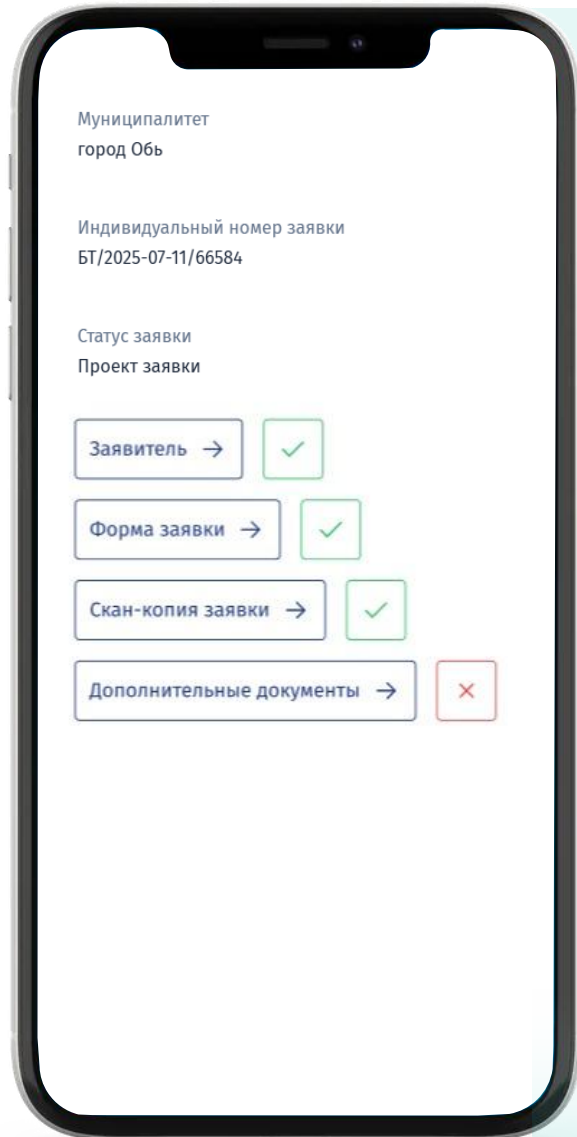 Муниципалитет
город Обь
Индивидуальный номер заявки
БТ/2025-07-11/66584
Статус заявки
Проект заявки
Заявитель →
Форма заявки →
Скан-копия заявки →
Дополнительные документы →